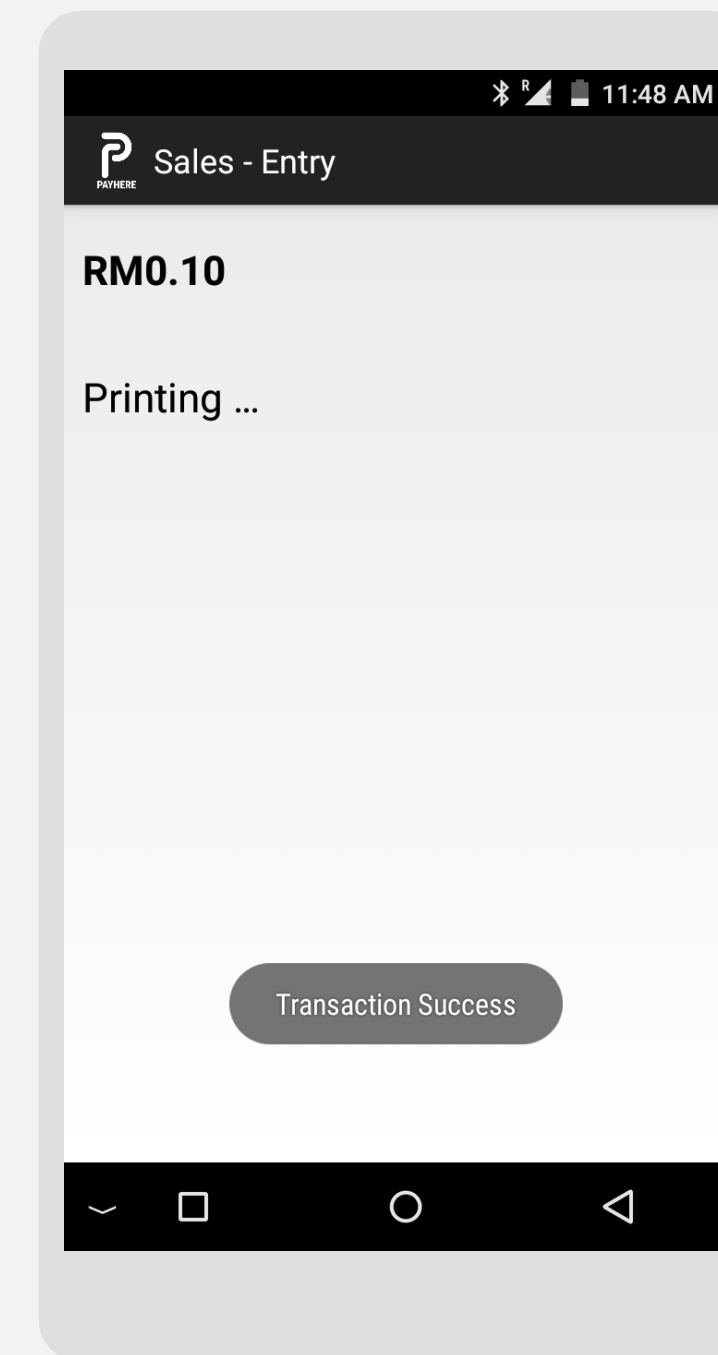 R
11:48 AM
PAYHERE
Sales - Entry
RM0.10
Printing …
Transaction Success